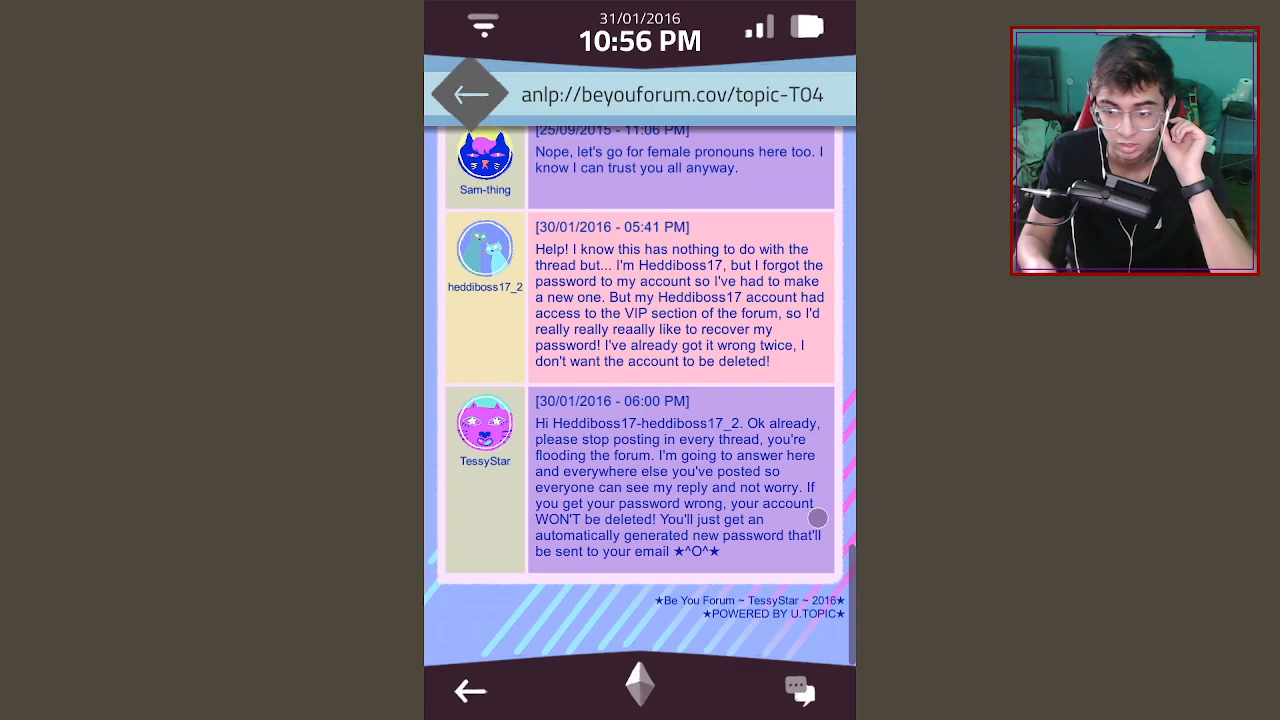 31/01/2016
10:56 PM
anlp://beyouforum.cov/topic-T04
[25/09/2015 - 11:06 PM]
Nope, let's go for female pronouns here too. I
know I can trust you all anyway.
Sam-thing
[30/01/2016 - 05:41 PM]
Help! I know this has nothing to do with the
thread but... I'm Heddiboss17, but I forgot the
password to my account so I've had to make
a new one. But my Heddiboss17 account had
access to the VIP section of the forum, so I'd
really really reaally like to recover my
password! I've already got it wrong twice, I
don't want the account to be deleted!
heddiboss17_2
[30/01/2016 - 06:00 PM]
Hi Heddiboss17-heddiboss17_2. Ok already,
please stop posting in every thread, you're
flooding the forum. I'm going to answer here
and everywhere else you've posted so
everyone can see my reply and not worry. If
you get your password wrong, your account
WON'T be deleted! You'll just get an
automatically generated new password that'll
be sent to your email ★^O^★
TessyStar
★Be You Forum ~ TessyStar ~ 2016★
★POWERED BY U.TOPIC★